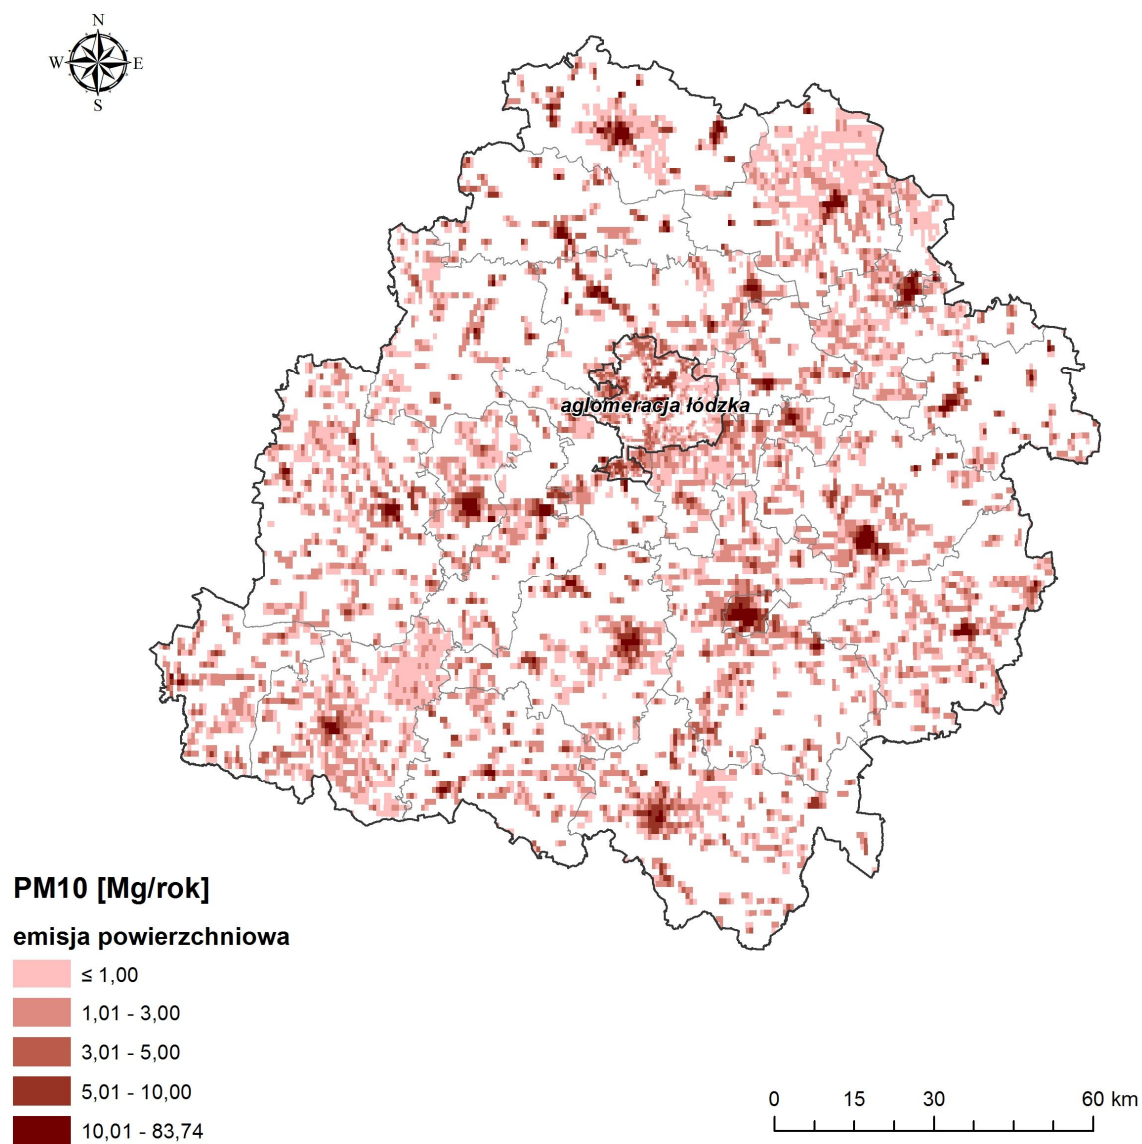 N
W E
S
aglomeracja łódzka
PM10 [Mg/rok]
emisja powierzchniowa
≤ 1,00
1,01 - 3,00
3,01 - 5,00
5,01 - 10,00
10,01 - 83,74
0 15 30 60 km